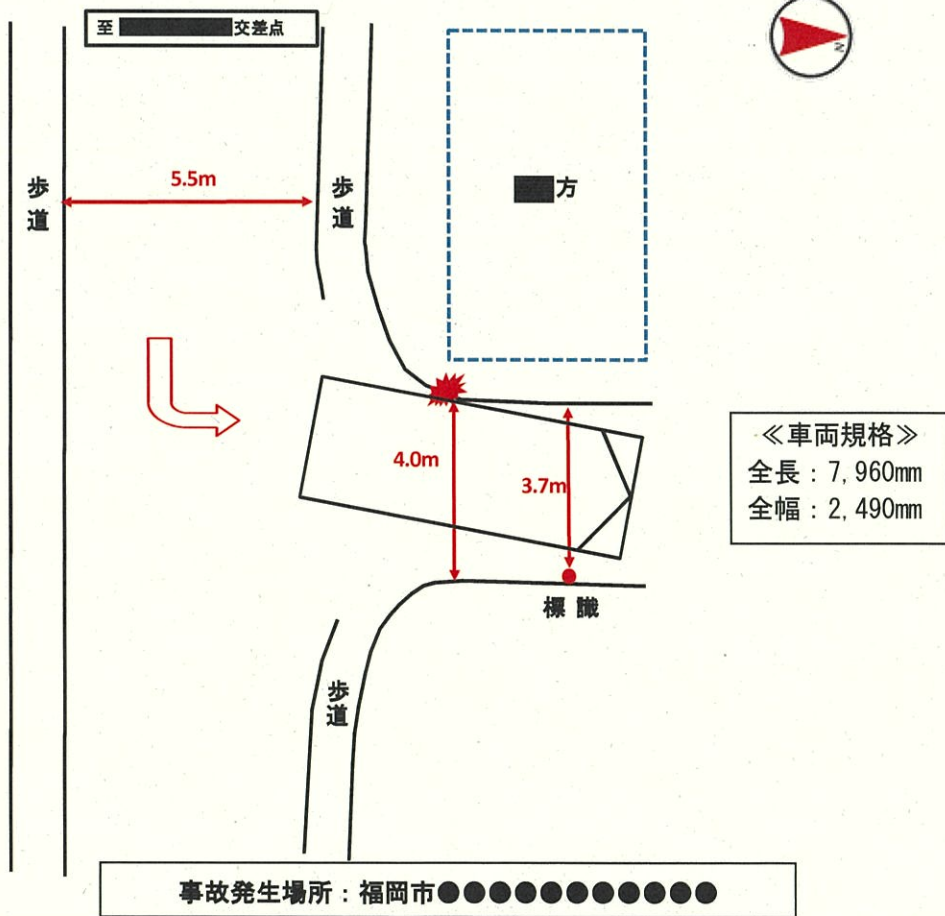 至 交差点
N
歩道
5.5m
歩道
方
4.0m
3.7m
≪車両規格≫
全長：7,960mm
全幅：2,490mm
標識
歩道
事故発生場所：福岡市●●●●●●●●●●●●